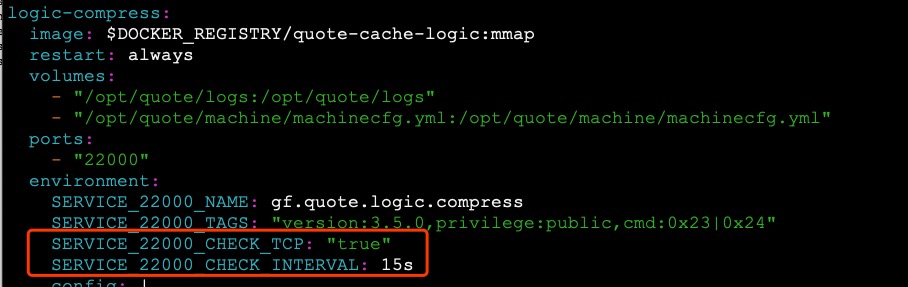 logic-compress:
image: $DOCKER_REGISTRY/quote-cache-logic:mmap
restart: always
volumes:
- "/opt/quote/logs:/opt/quote/logs"
- "/opt/quote/machine/machinecfg.yml:/opt/quote/machine/machinecfg.yml"
ports:
- "22000"
environment:
SERVICE_22000_NAME: gf.quote.logic.compress
SERVICE_22000_TAGS: "version:3.5.0,privilege:public,cmd:0x23|0x24"
SERVICE_22000_CHECK_TCP: "true"
SERVICE_22000_CHECK_INTERVAL: 15s
config: |